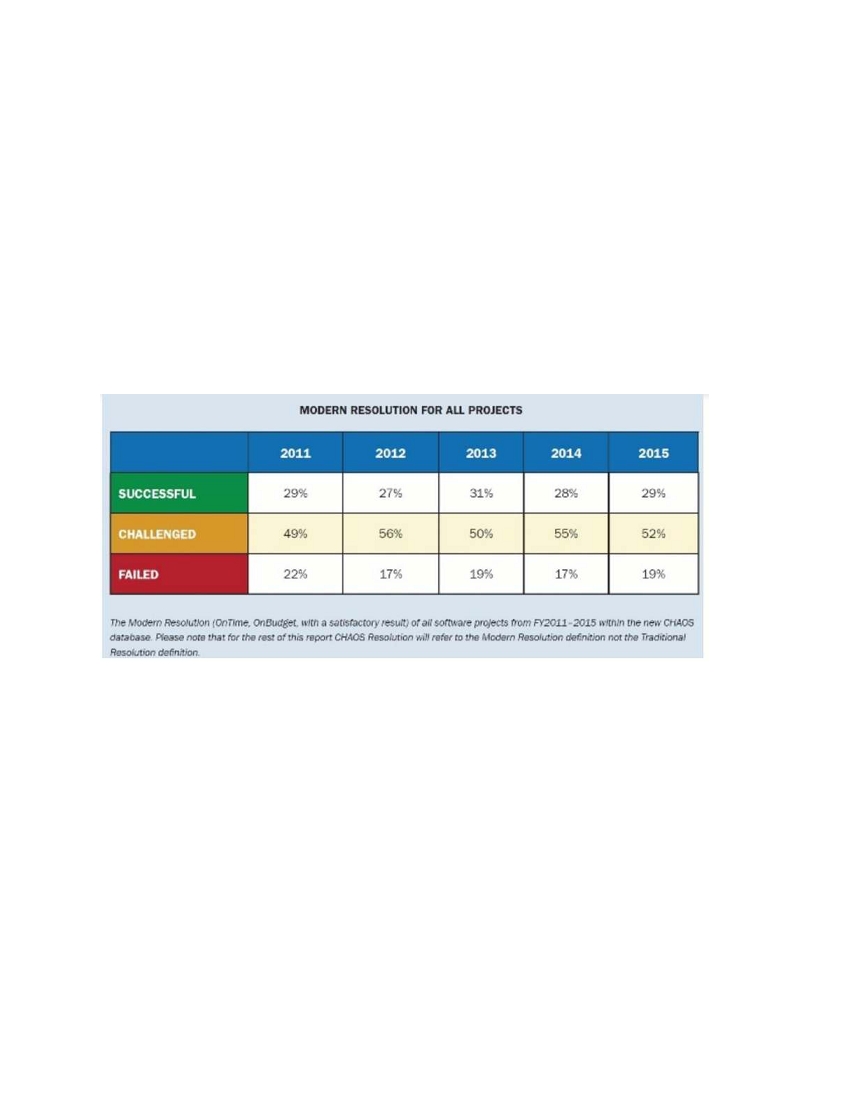 MODERN RESOLUTION FOR ALL PROJECTS
2011 2012 2013 2014 2015
SUCCESSFUL 29% 27% 31% 28% 29%
CHALLENGED 49% 56% 50% 55% 52%
FAILED 22% 17% 19% 17% 19%
The Modern Resolution (OnTime, OnBudget, with a satisfactory result) of all software projects from FY2011–2015 within the new CHAOS
database. Please note that for the rest of this report CHAOS Resolution will refer to the Modern Resolution definition not the Traditional
Resolution definition.